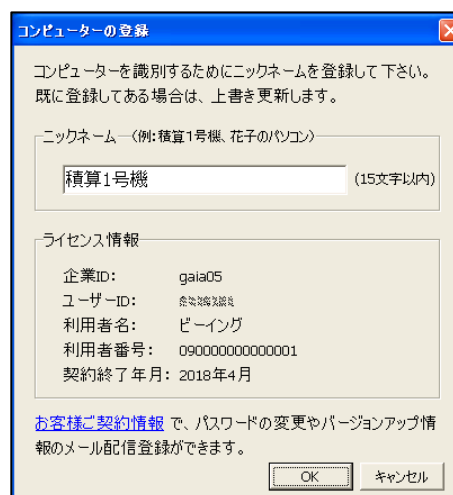 コンピューターの登録
コンピューターを識別するためにニックネームを登録して下さい。
既に登録してある場合は、上書き更新します。
ニックネーム (例:積算1号機、花子のパソコン)
積算1号機 (15文字以内)
ライセンス情報
企業ID: gaia05
ユーザーID:
利用者名: ビーイング
利用者番号: 090000000000001
契約終了年月: 2018年4月
お客様ご契約情報 で、パスワードの変更やバージョンアップ情
報のメール配信登録ができます。
OK キャンセル